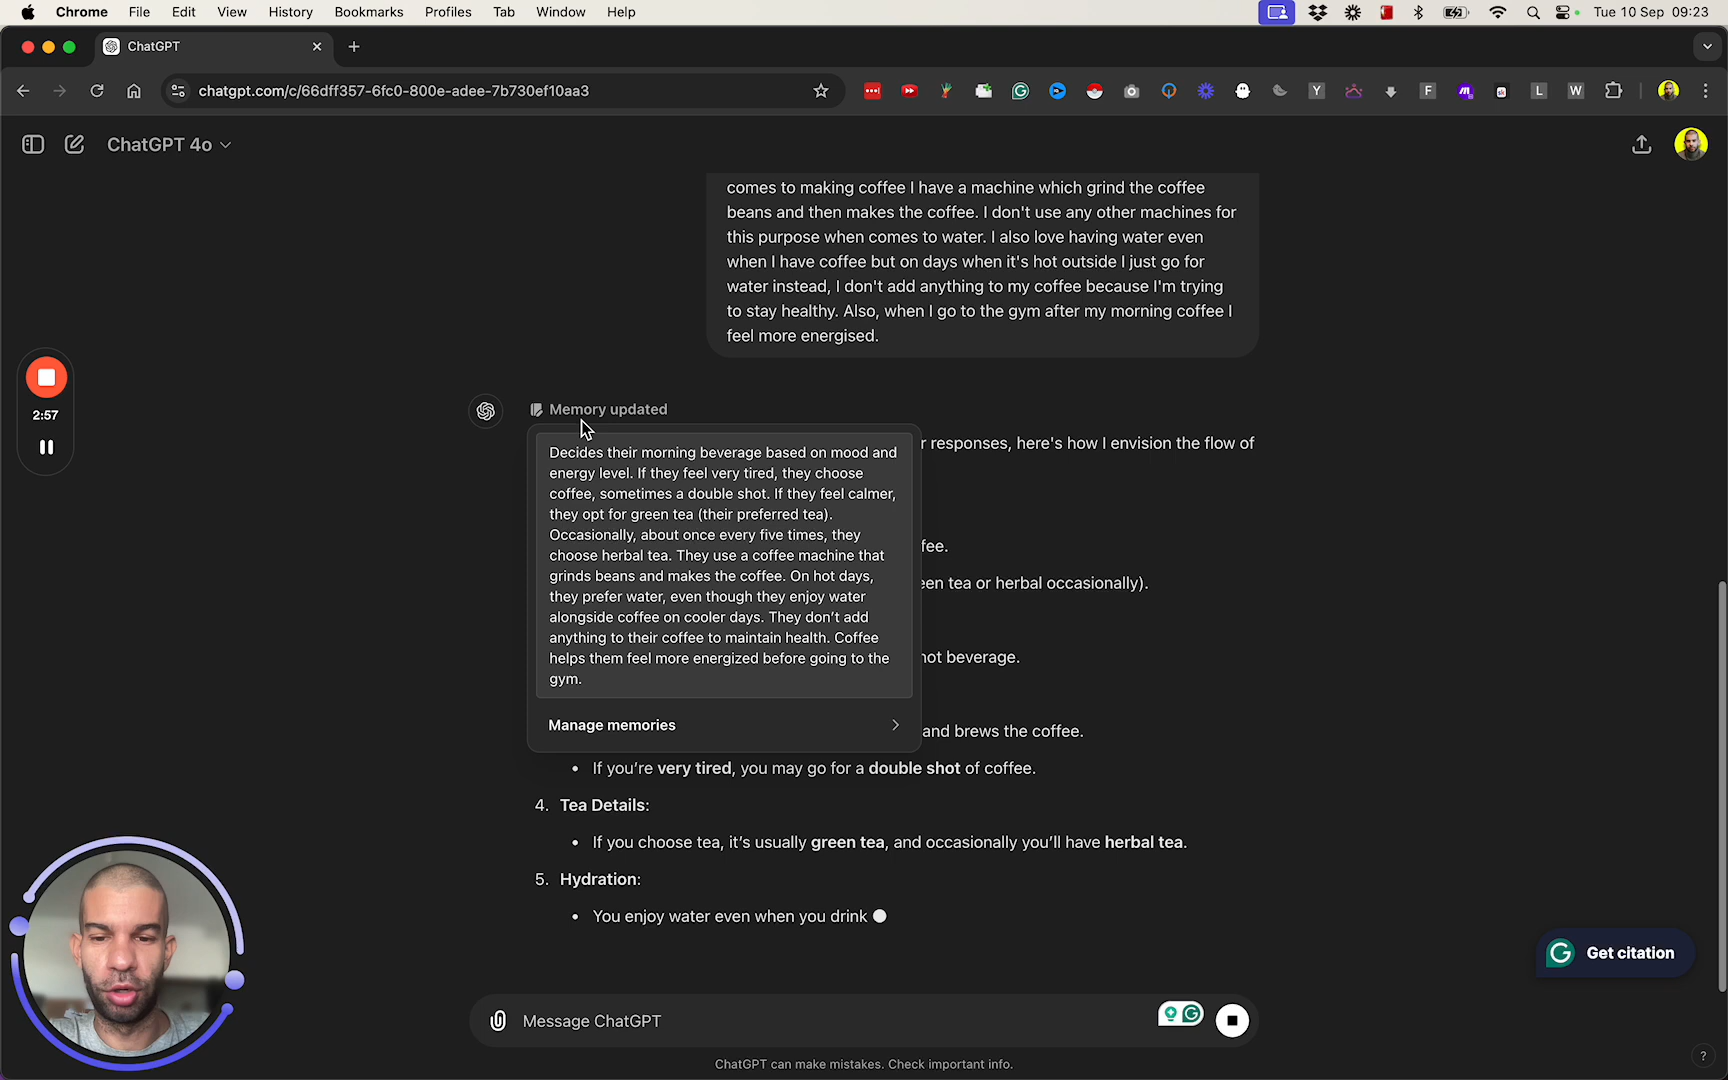 Chrome File Edit View History Bookmarks Profiles Tab Window Help Tue 10 Sep 09:23
ChatGPT
chatgpt.com/c/66dff357-6fc0-800e-adee-7b730ef10aa3
Y F sk L W
ChatGPT 4o
comes to making coffee I have a machine which grind the coffee
beans and then makes the coffee. I don't use any other machines for
this purpose when comes to water. I also love having water even
when I have coffee but on days when it's hot outside I just go for
water instead, I don't add anything to my coffee because I'm trying
to stay healthy. Also, when I go to the gym after my morning coffee I
feel more energised.
2:57
Memory updated
r responses, here's how I envision the flow of
Decides their morning beverage based on mood and
energy level. If they feel very tired, they choose
coffee, sometimes a double shot. If they feel calmer,
they opt for green tea (their preferred tea).
Occasionally, about once every five times, they
choose herbal tea. They use a coffee machine that
grinds beans and makes the coffee. On hot days,
they prefer water, even though they enjoy water
alongside coffee on cooler days. They don't add
anything to their coffee to maintain health. Coffee
helps them feel more energized before going to the
gym.
Manage memories
fee.
en tea or herbal occasionally).
not beverage.
and brews the coffee.
• If you're very tired, you may go for a double shot of coffee.
4. Tea Details:
• If you choose tea, it's usually green tea, and occasionally you'll have herbal tea.
5. Hydration:
• You enjoy water even when you drink
Get citation
Message ChatGPT
ChatGPT can make mistakes. Check important info.
?